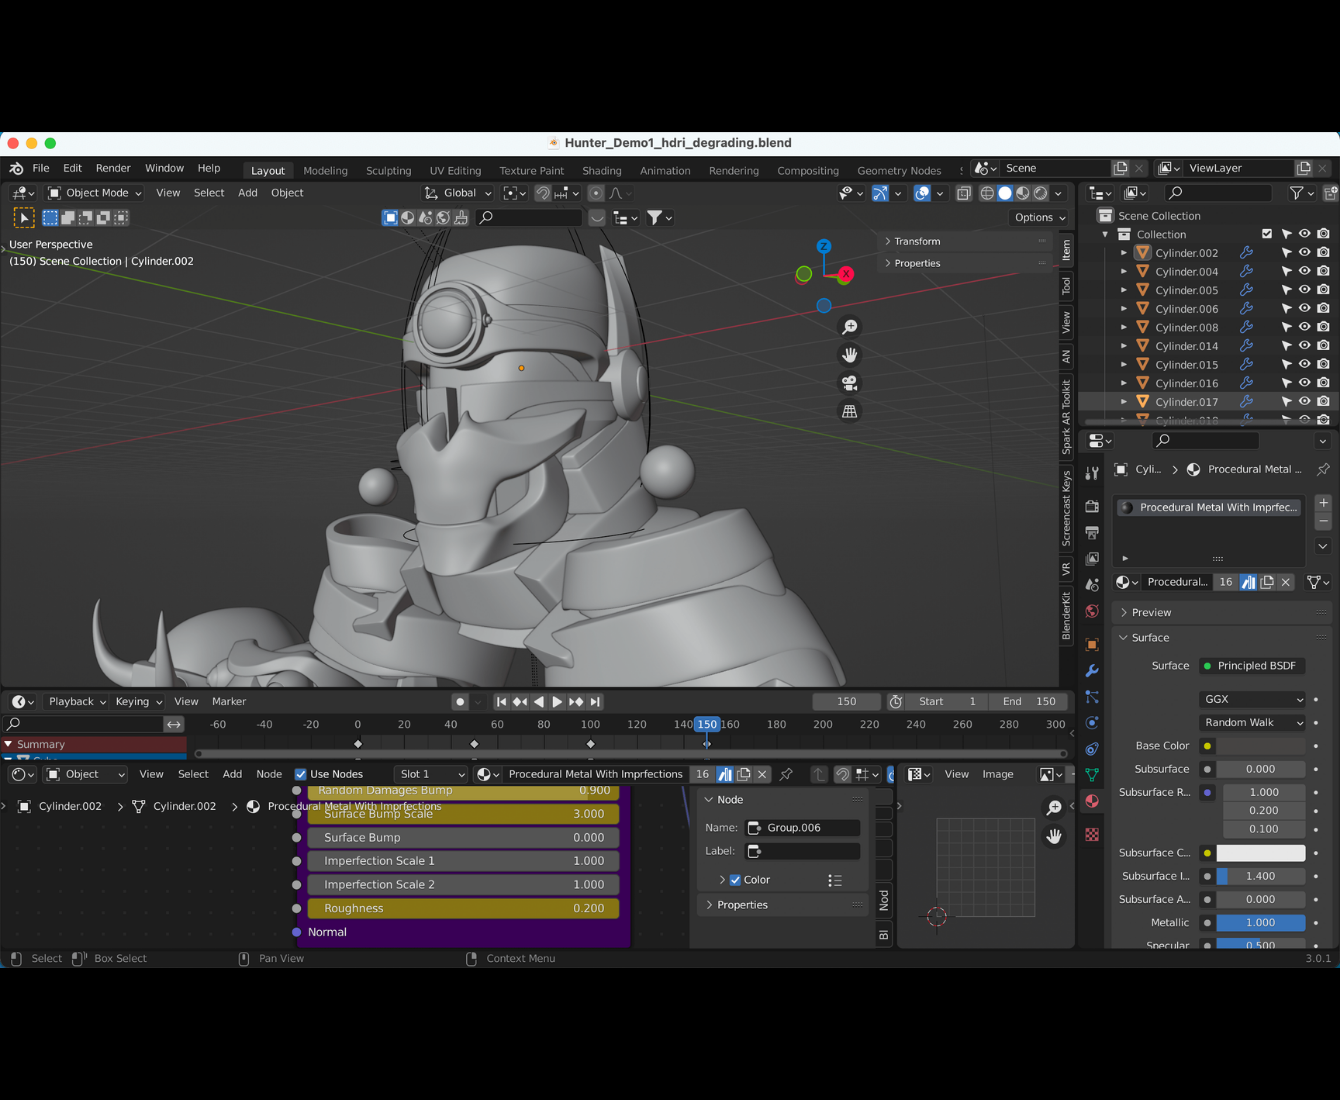 Hunter_Demo1_hdri_degrading.blend
File Edit Render Window Help Layout Modeling Sculpting UV Editing Texture Paint Shading Animation Rendering Compositing Geometry Nodes Scene ViewLayer
Object Mode View Select Add Object Global
Options
User Perspective
(150) Scene Collection | Cylinder.002
Z
X
Transform
Properties
Item
Tool
View
AN
Spark AR Toolkit
Screencast Keys
VR
BlenderKit
Scene Collection
Collection
Cylinder.002
Cylinder.004
Cylinder.005
Cylinder.006
Cylinder.008
Cylinder.014
Cylinder.015
Cylinder.016
Cylinder.017
Cylinder.018
Cyli... Procedural Metal ...
Procedural Metal With Imprfec...
Procedural... 16
Preview
Surface
Surface Principled BSDF
GGX
Random Walk
Base Color
Subsurface 0.000
Subsurface R... 1.000
0.200
0.100
Subsurface C...
Subsurface I... 1.400
Subsurface A... 0.000
Metallic 1.000
Specular 0.500
Playback Keying View Marker 150 Start 1 End 150
-60 -40 -20 0 20 40 60 80 100 120 140 150 160 180 200 220 240 260 280 300
Summary
Object View Select Add Node Use Nodes Slot 1 Procedural Metal With Imprfections 16
Cylinder.002 Cylinder.002 Procedural Metal With Imprfections
Random Damages Bump 0.900
Surface Bump Scale 3.000
Surface Bump 0.000
Imperfection Scale 1 1.000
Imperfection Scale 2 1.000
Roughness 0.200
Normal
Node
Name: Group.006
Label:
Color
Properties
Nod
Bl
View Image
Select Box Select Pan View Context Menu 3.0.1